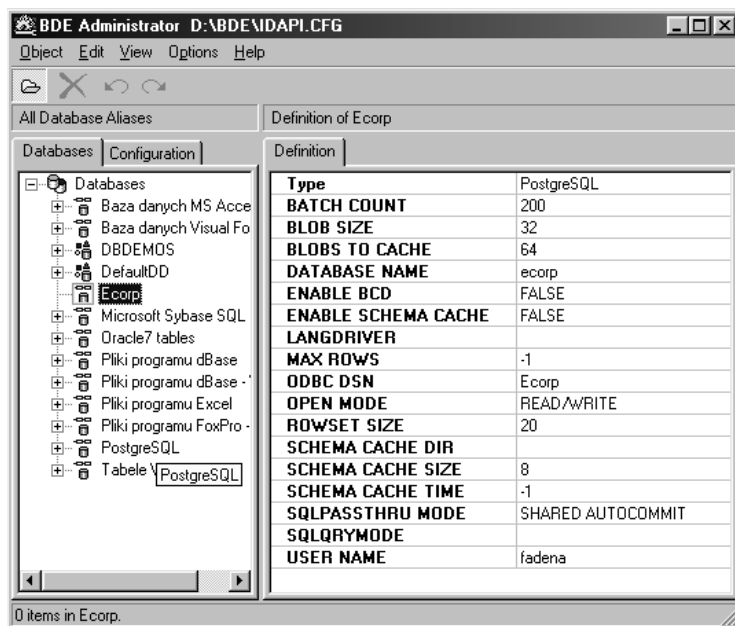 BDE Administrator D:\BDE\IDAPI.CFG
Object Edit View Options Help
All Database Aliases
Definition of Ecorp
Databases
Configuration
Definition
Databases
Baza danych MS Acce
Baza danych Visual Fo
DBDEMOS
DefaultDD
Ecorp
Microsoft Sybase SQL
Oracle7 tables
Pliki programu dBase
Pliki programu dBase -
Pliki programu Excel
Pliki programu FoxPro -
PostgreSQL
Tabele
PostgreSQL
Type PostgreSQL
BATCH COUNT 200
BLOB SIZE 32
BLOBS TO CACHE 64
DATABASE NAME ecorp
ENABLE BCD FALSE
ENABLE SCHEMA CACHE FALSE
LANGDRIVER
MAX ROWS -1
ODBC DSN Ecorp
OPEN MODE READ/WRITE
ROWSET SIZE 20
SCHEMA CACHE DIR
SCHEMA CACHE SIZE 8
SCHEMA CACHE TIME -1
SQLPASSTHRU MODE SHARED AUTOCOMMIT
SQLQRYMODE
USER NAME fadena
0 items in Ecorp.